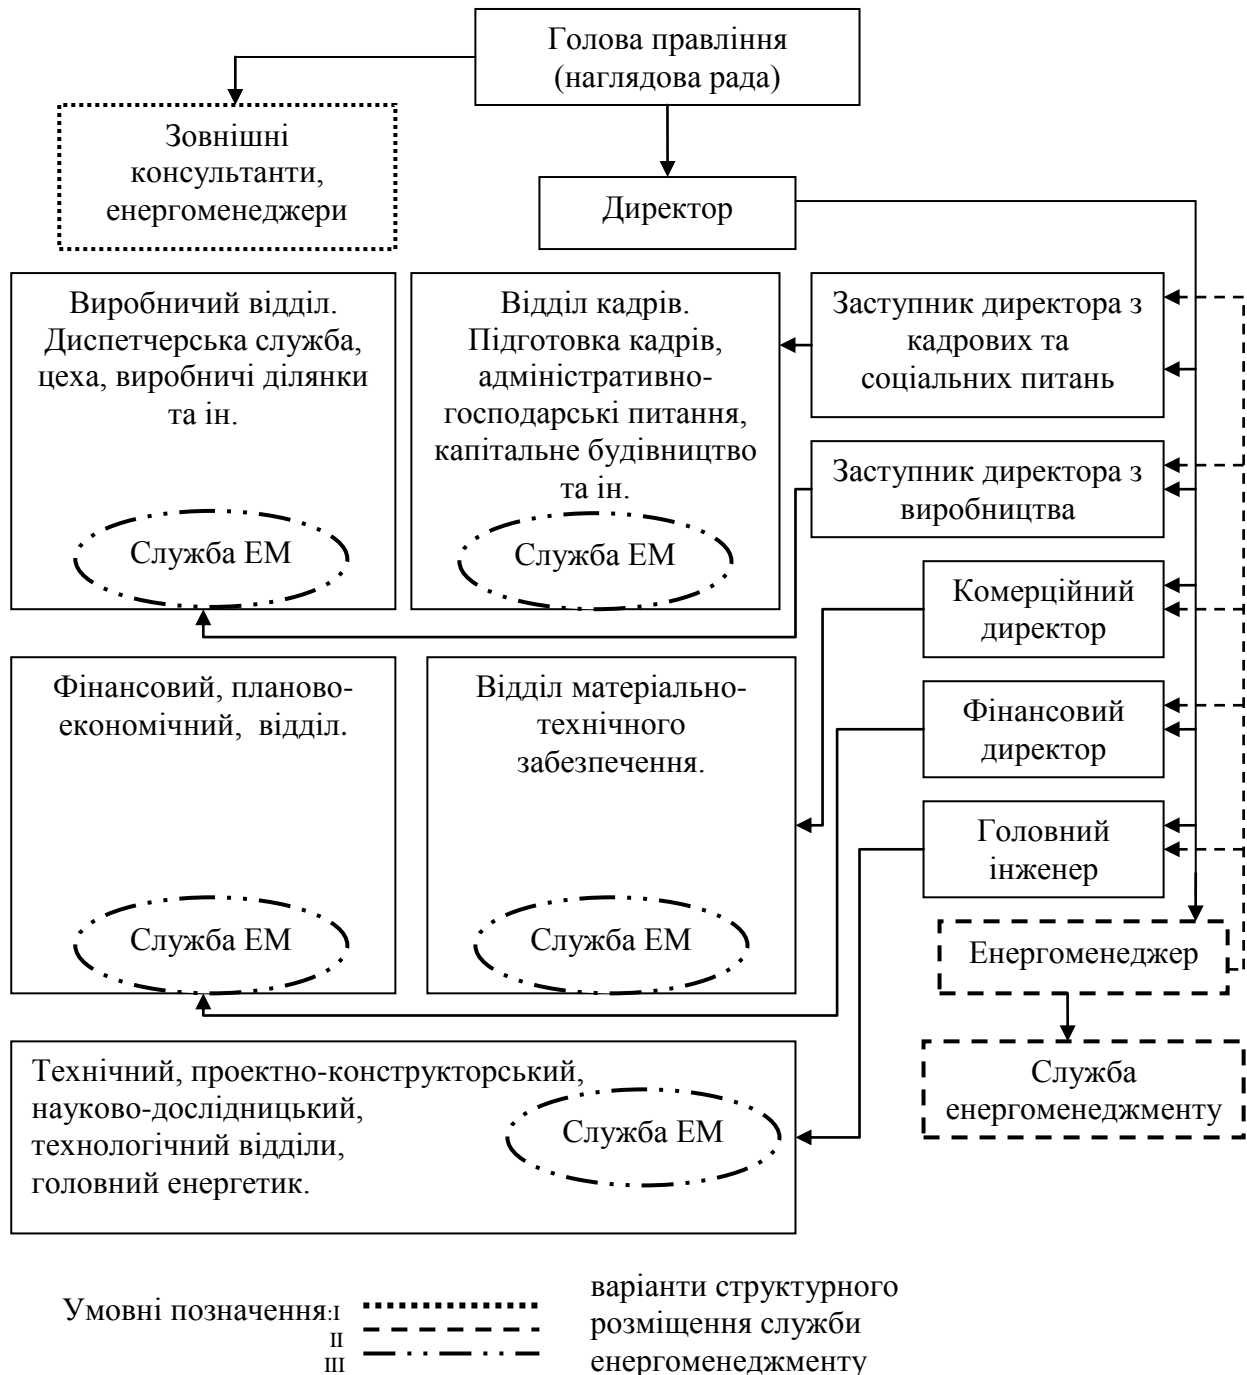 Голова правління
(наглядова рада)
Зовнішні
консультанти,
енергоменеджери
Директор
Виробничий відділ.
Диспетчерська служба,
цеха, виробничі ділянки
та ін.
Служба ЕМ
Відділ кадрів.
Підготовка кадрів,
адміністративно-
господарські питання,
капітальне будівництво
та ін.
Служба ЕМ
Заступник директора з
кадрових та
соціальних питань
Заступник директора з
виробництва
Комерційний
директор
Фінансовий, планово-
економічний,  відділ.
Служба ЕМ
Відділ матеріально-
технічного
забезпечення.
Служба ЕМ
Фінансовий
директор
Головний
інженер
Енергоменеджер
Служба
енергоменеджменту
Технічний, проектно-конструкторський,
науково-дослідницький,
технологічний відділи,
головний енергетик.
Служба ЕМ
Умовні позначення:I
II
III
варіанти структурного
розміщення служби
енергоменеджменту